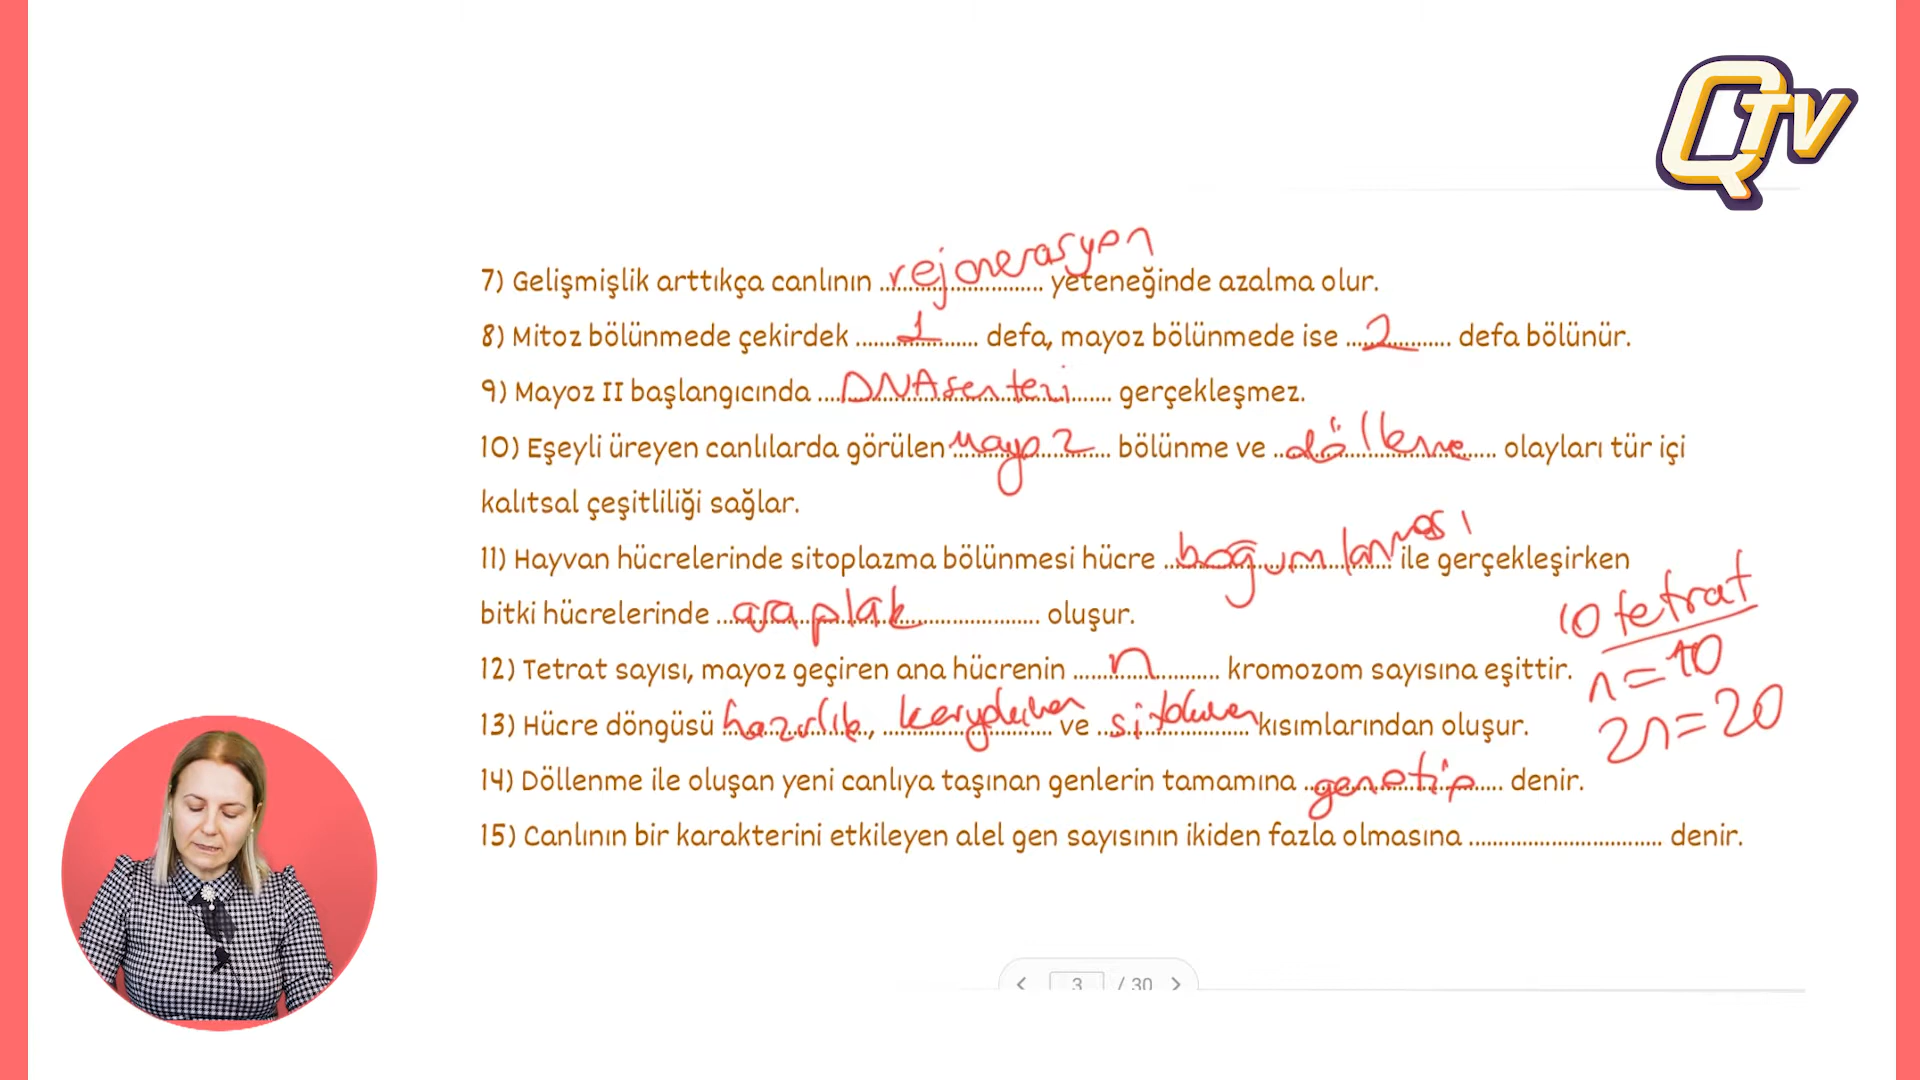 QTV
7) Gelişmişlik arttıkça canlının rejenerasyon yeteneğinde azalma olur.
8) Mitoz bölünmede çekirdek 1 defa, mayoz bölünmede ise 2 defa bölünür.
9) Mayoz II başlangıcında DNA sentezi gerçekleşmez.
10) Eşeyli üreyen canlılarda görülen mayoz bölünme ve dölleme olayları tür içi
kalıtsal çeşitliliği sağlar.
11) Hayvan hücrelerinde sitoplazma bölünmesi hücre boğumlanması ile gerçekleşirken
bitki hücrelerinde araplak oluşur.
10 tetrat
12) Tetrat sayısı, mayoz geçiren ana hücrenin n kromozom sayısına eşittir.
n=10
13) Hücre döngüsü hazırlık, ve kısımlarından oluşur.
2n=20
14) Döllenme ile oluşan yeni canlıya taşınan genlerin tamamına genotip denir.
15) Canlının bir karakterini etkileyen alel gen sayısının ikiden fazla olmasına ................................ denir.
< 3 / 30 >